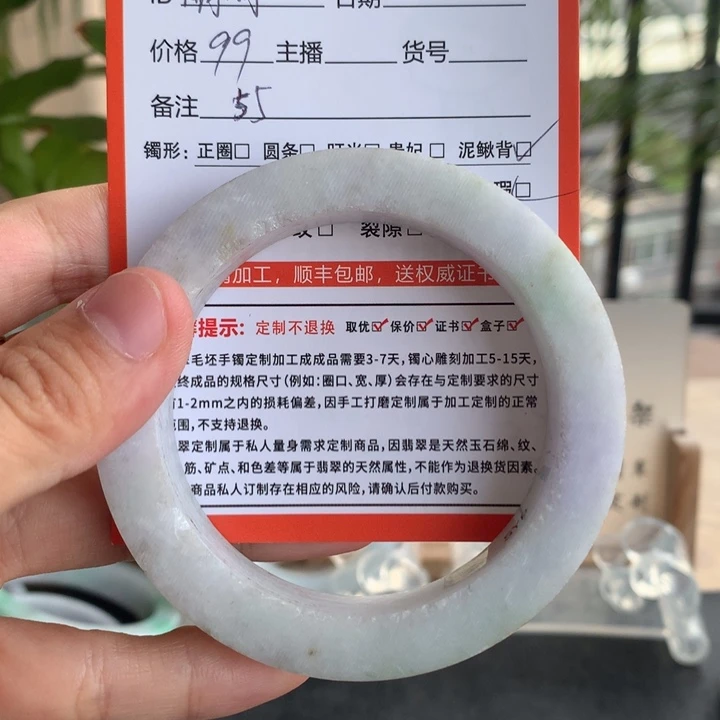 价格 99 主播 货号
备注 55
镯形: 正圈□ 圆条□ 叮当□ 贵妃□ 泥鳅背□
瑕□
纹□ 裂隙□
加工，顺丰包邮，送权威证书
提示: 定制不退换 取优☑ 保价☑ 证书☑ 盒子☑
毛坯手镯定制加工成成品需要3-7天，镯心雕刻加工5-15天，
终成品的规格尺寸(例如:圈口、宽、厚)会存在与定制要求的尺寸
1-2mm之内的损耗偏差，因手工打磨定制属于加工定制的正常
围，不支持退换。
翠定制属于私人量身需求定制商品，因翡翠是天然玉石绵、纹、
筋、矿点、和色差等属于翡翠的天然属性，不能作为退换货因素。
商品私人订制存在相应的风险，请确认后付款购买。